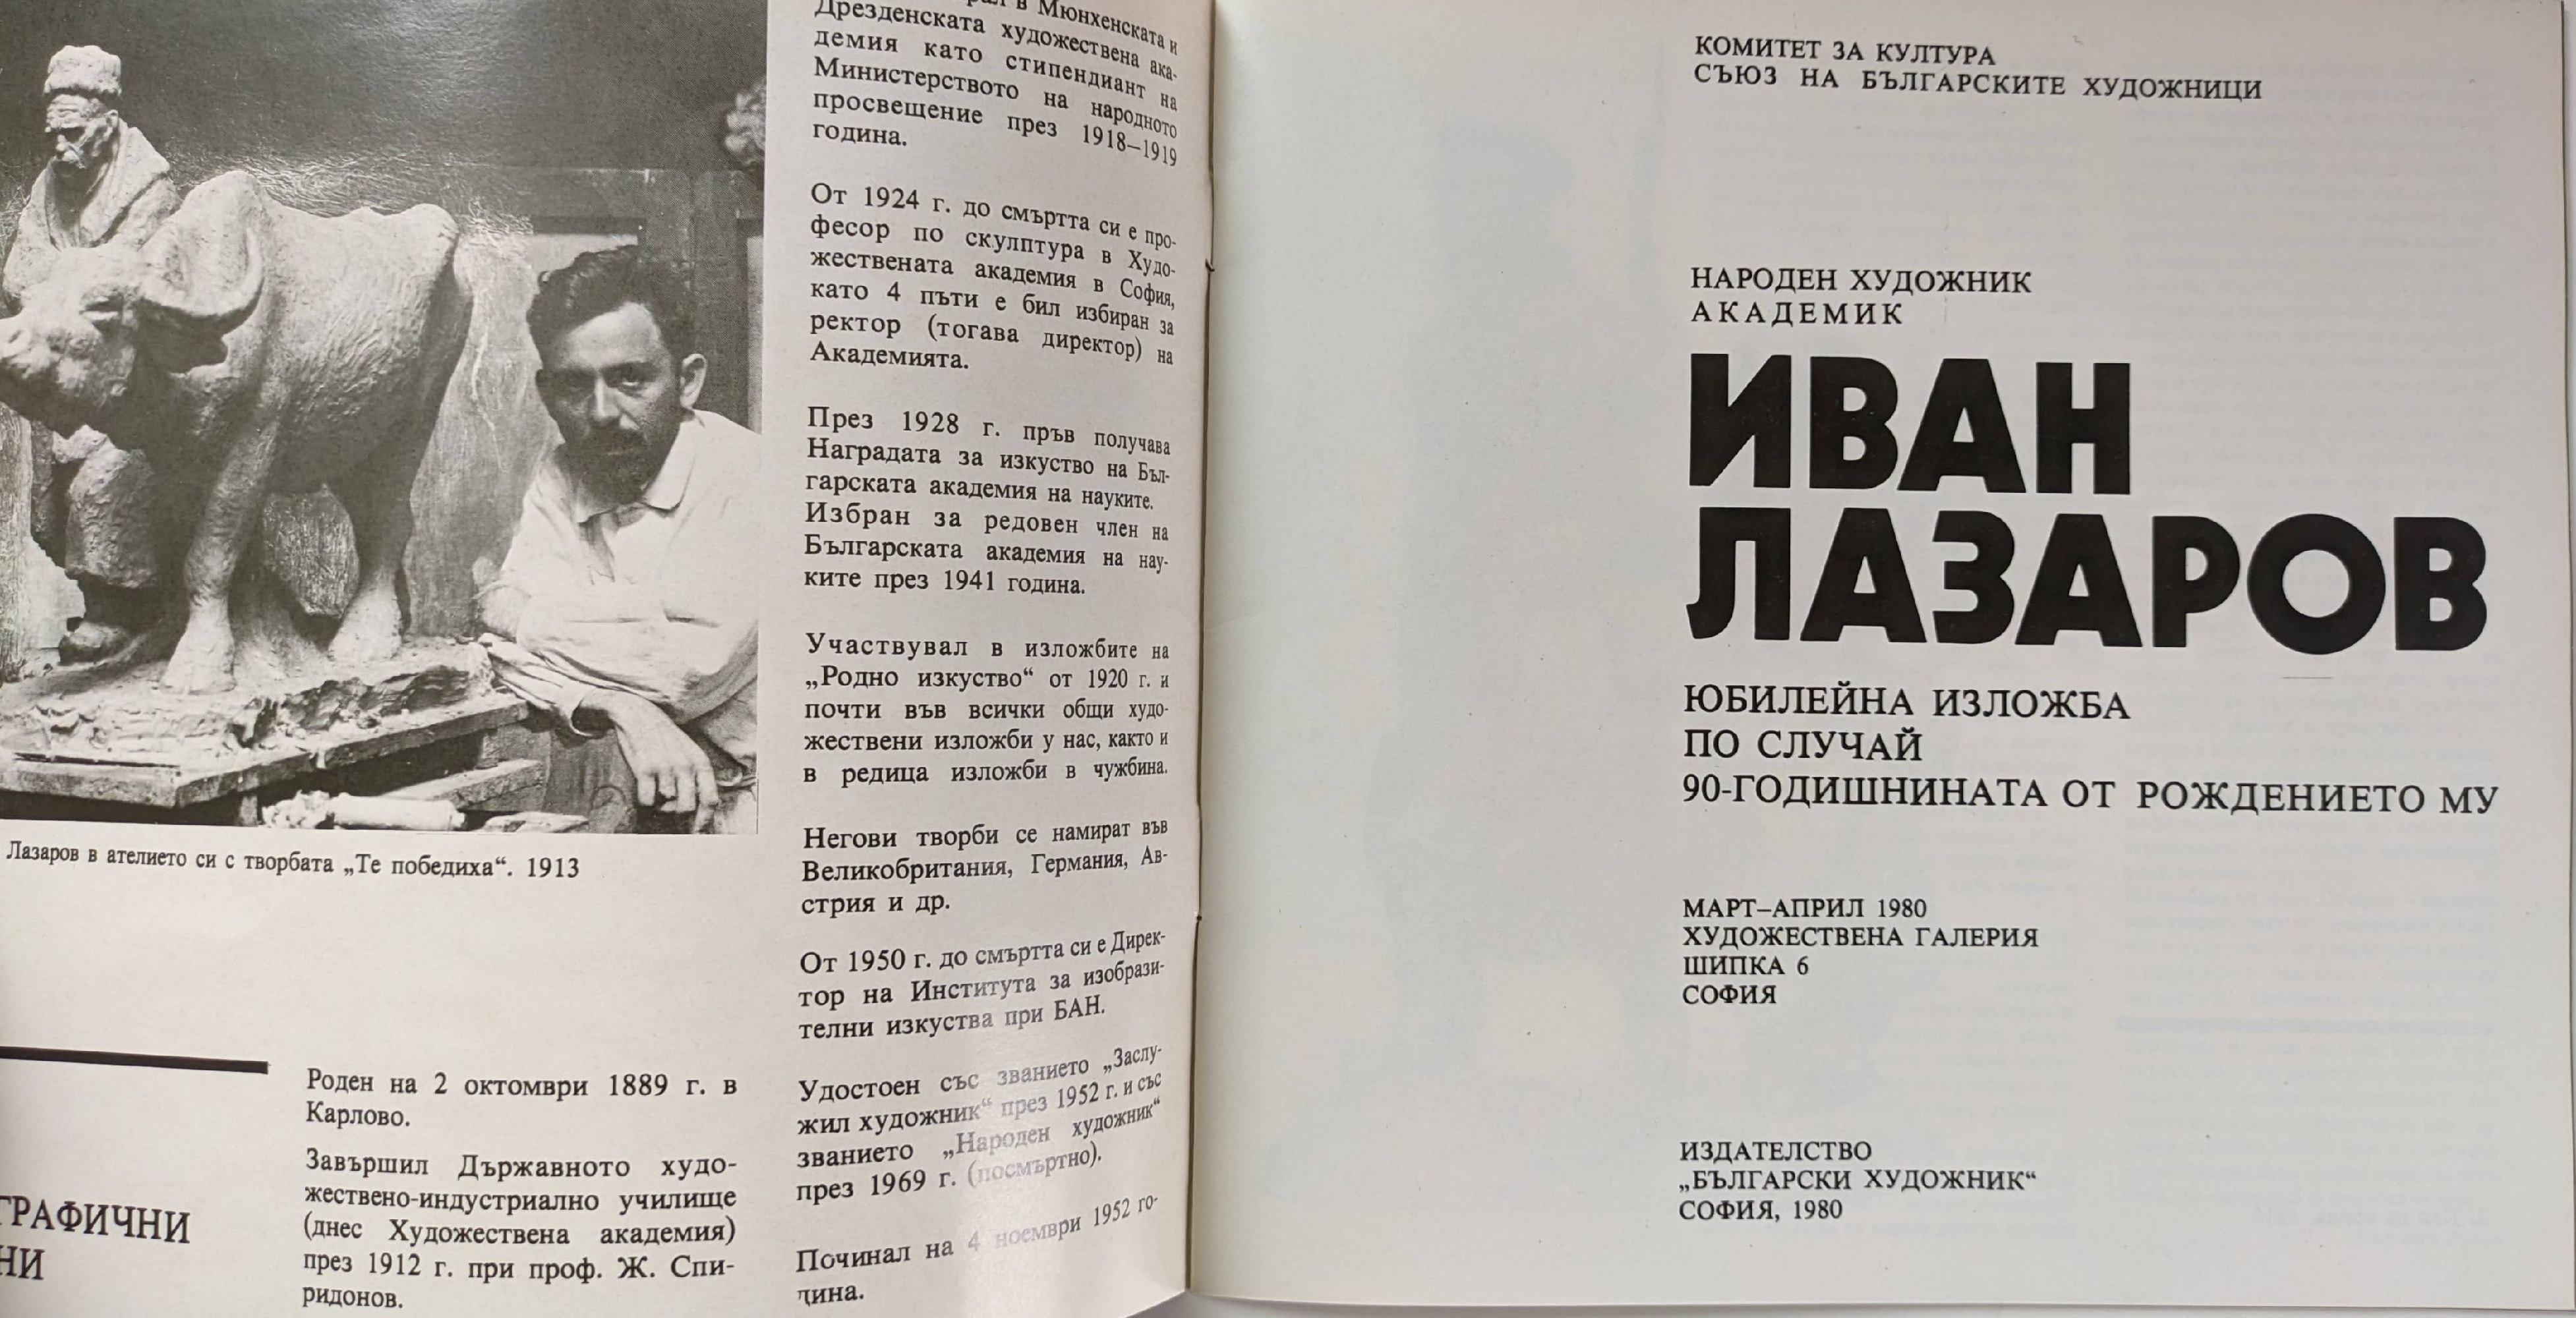 Лазаров в ателието си с творбата „Те победиха“. 1913
ГРАФИЧНИ
НИ
Роден на 2 октомври 1889 г. в
Карлово.
Завършил Държавното худо-
жествено-индустриално училище
(днес Художествена академия)
през 1912 г. при проф. Ж. Спи-
ридонов.
в Мюнхенската и
Дрезденската художествена ака-
демия като стипендиант на
Министерството на народното
просвещение през 1918–1919
година.
От 1924 г. до смъртта си е про-
фесор по скулптура в Худо-
жествената академия в София,
като 4 пъти е бил избиран за
ректор (тогава директор) на
Академията.
През 1928 г. пръв получава
Наградата за изкуство на Бъл-
гарската академия на науките.
Избран за редовен член на
Българската академия на нау-
ките през 1941 година.
Участвувал в изложбите на
„Родно изкуство“ от 1920 г. и
почти във всички общи худо-
жествени изложби у нас, както и
в редица изложби в чужбина.
Негови творби се намират във
Великобритания, Германия, Ав-
стрия и др.
От 1950 г. до смъртта си е Дирек-
тор на Института за изобрази-
телни изкуства при БАН.
Удостоен със званието „Заслу-
жил художник“ през 1952 г. и със
званието „Народен художник“
през 1969 г. (посмъртно).
Починал на 4 ноември 1952 го-
дина.
КОМИТЕТ ЗА КУЛТУРА
СЪЮЗ НА БЪЛГАРСКИТЕ ХУДОЖНИЦИ
НАРОДЕН ХУДОЖНИК
АКАДЕМИК
ИВАН
ЛАЗАРОВ
ЮБИЛЕЙНА ИЗЛОЖБА
ПО СЛУЧАЙ
90-ГОДИШНИНАТА ОТ РОЖДЕНИЕТО МУ
МАРТ–АПРИЛ 1980
ХУДОЖЕСТВЕНА ГАЛЕРИЯ
ШИПКА 6
СОФИЯ
ИЗДАТЕЛСТВО
„БЪЛГАРСКИ ХУДОЖНИК“
СОФИЯ, 1980